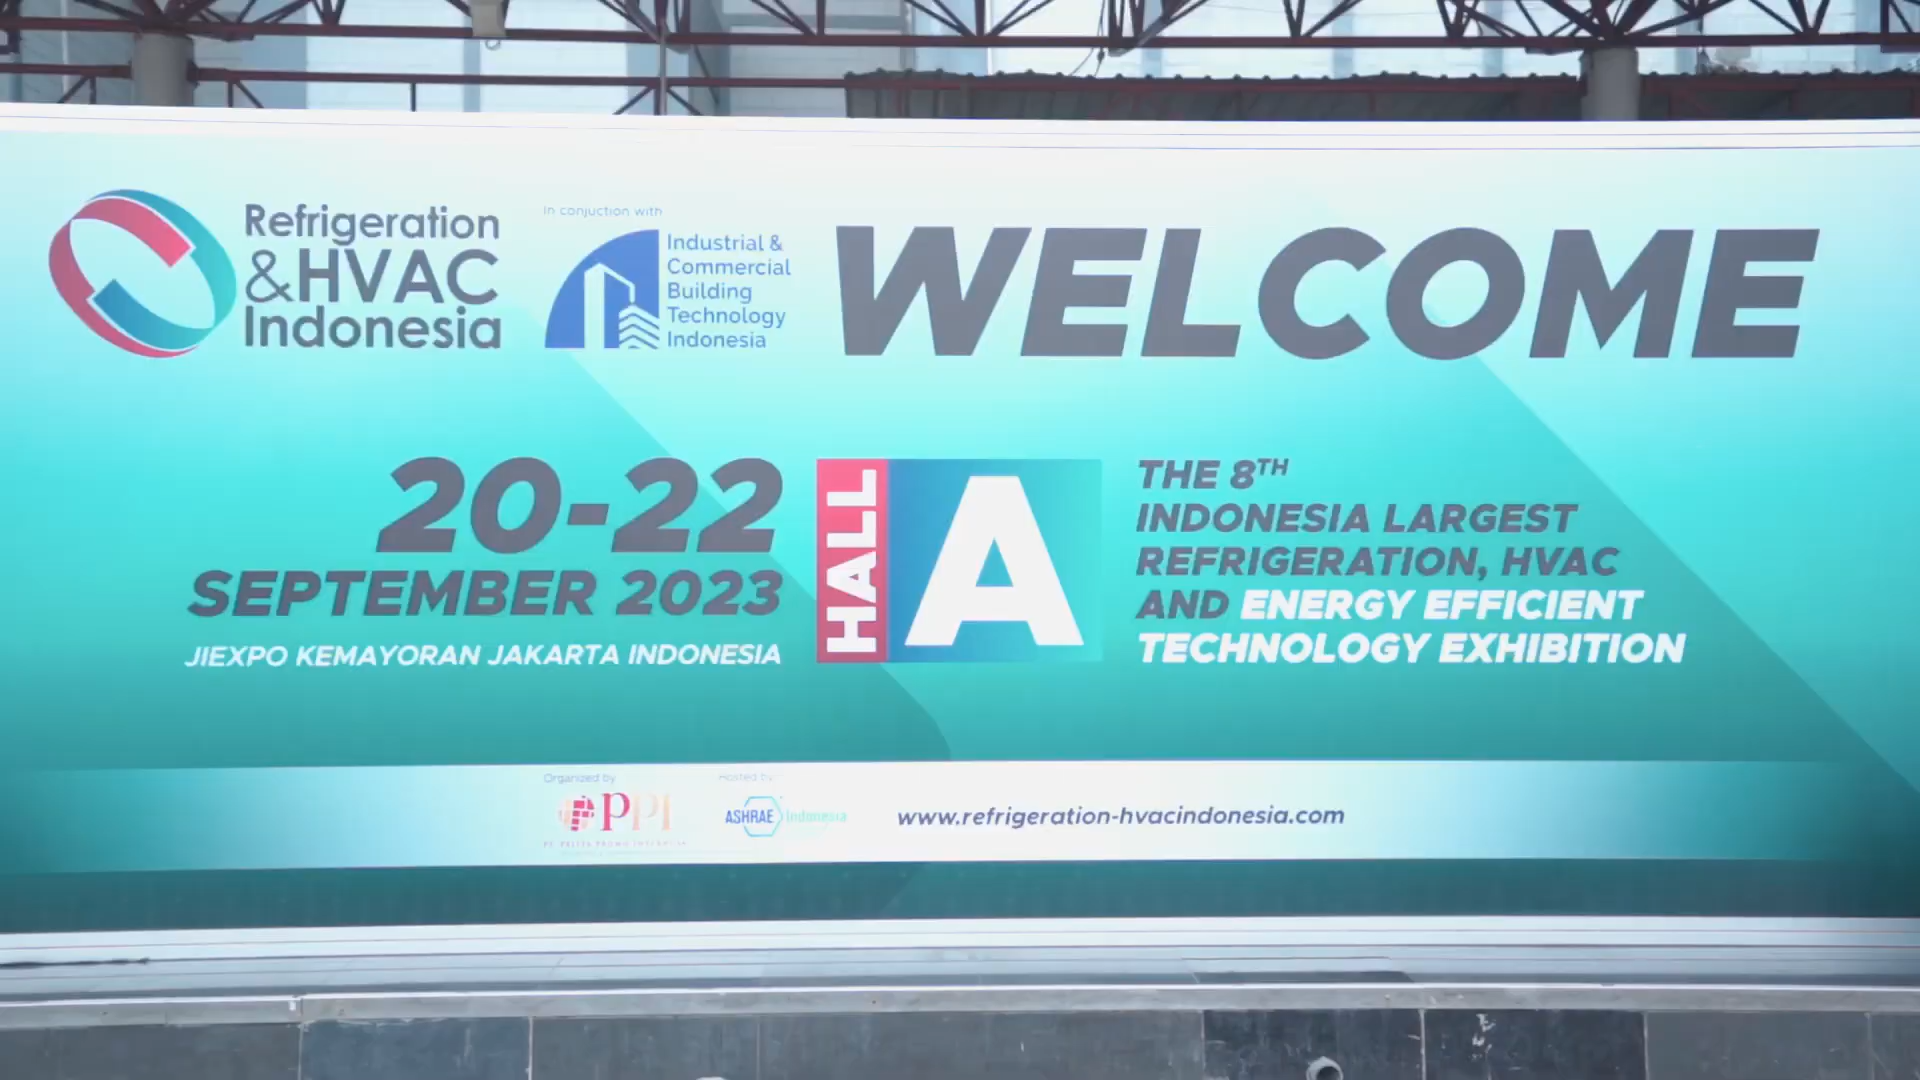 Refrigeration
&HVAC
Indonesia
In conjuction with
Industrial &
Commercial
Building
Technology
Indonesia
WELCOME
20-22
SEPTEMBER 2023
JIEXPO KEMAYORAN JAKARTA INDONESIA
HALL A
THE 8TH
INDONESIA LARGEST
REFRIGERATION, HVAC
AND ENERGY EFFICIENT
TECHNOLOGY EXHIBITION
Organized by
PPI
Hosted by
ASHRAE Indonesia
www.refrigeration-hvacindonesia.com